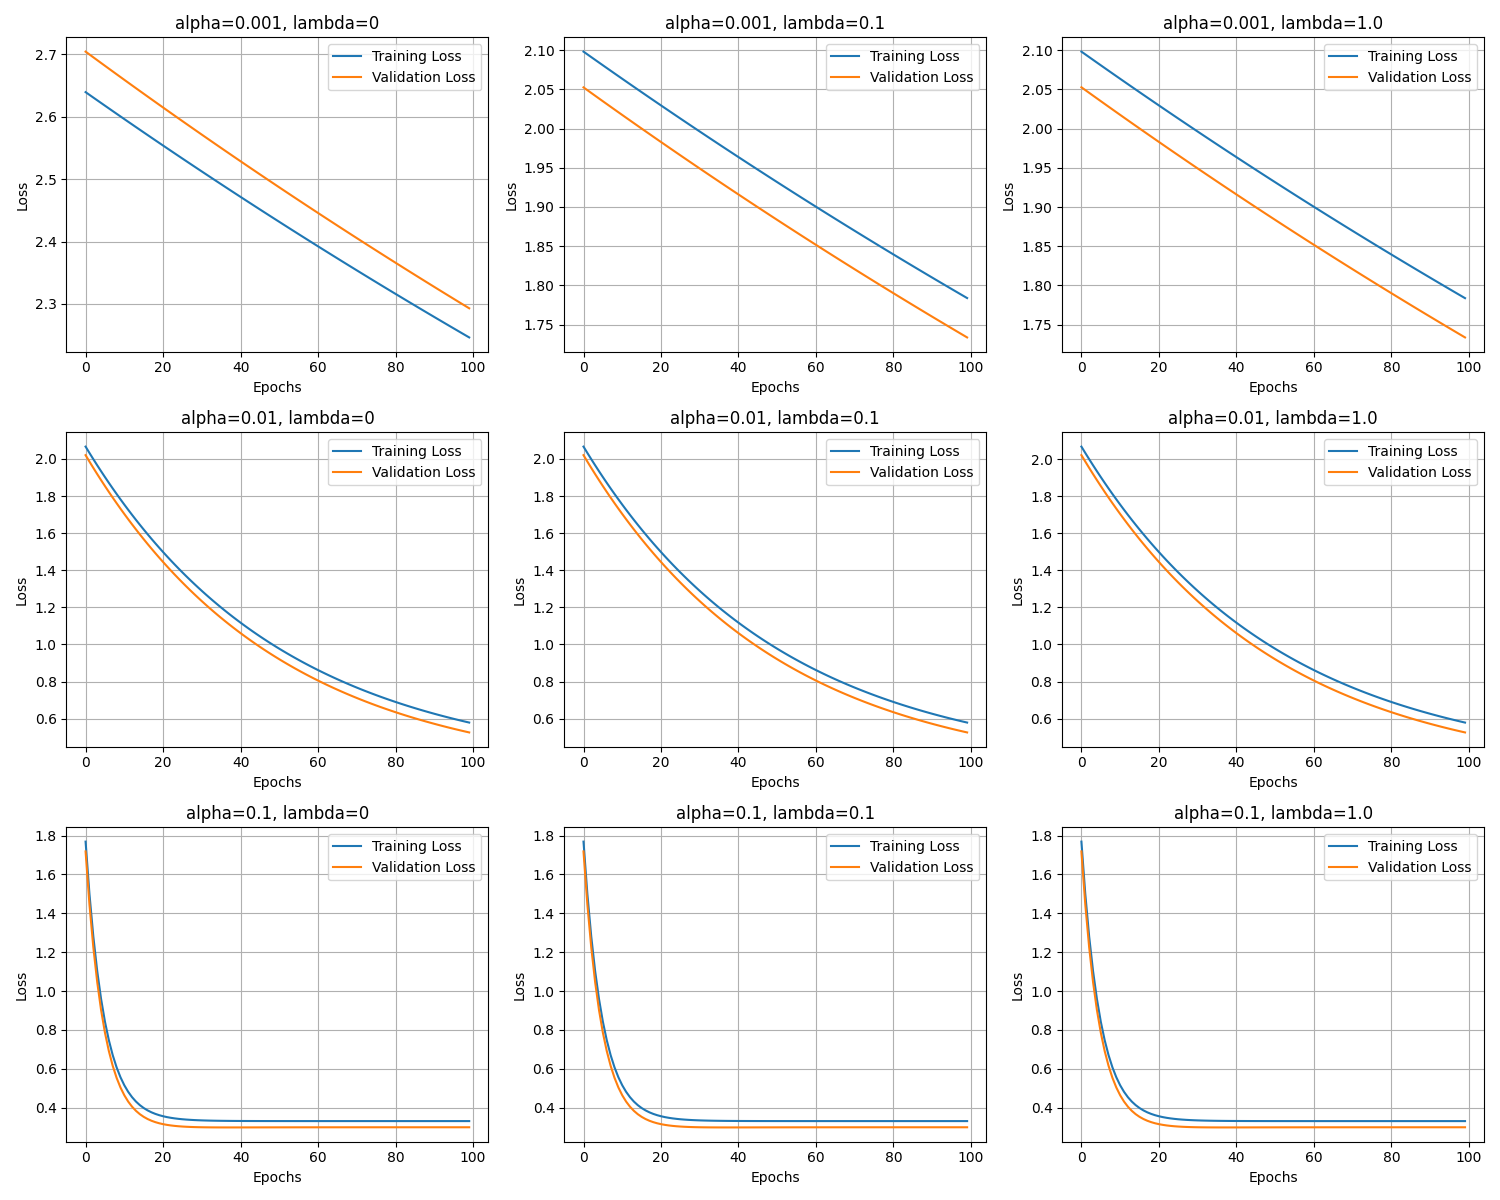 alpha=0.001, lambda=0
Loss
2.7
2.6
2.5
2.4
2.3
Training Loss
Validation Loss
0 20 40 60 80 100
Epochs
alpha=0.001, lambda=0.1
Loss
2.10
2.05
2.00
1.95
1.90
1.85
1.80
1.75
Training Loss
Validation Loss
0 20 40 60 80 100
Epochs
alpha=0.001, lambda=1.0
Loss
2.10
2.05
2.00
1.95
1.90
1.85
1.80
1.75
Training Loss
Validation Loss
0 20 40 60 80 100
Epochs
alpha=0.01, lambda=0
Loss
2.0
1.8
1.6
1.4
1.2
1.0
0.8
0.6
Training Loss
Validation Loss
0 20 40 60 80 100
Epochs
alpha=0.01, lambda=0.1
Loss
2.0
1.8
1.6
1.4
1.2
1.0
0.8
0.6
Training Loss
Validation Loss
0 20 40 60 80 100
Epochs
alpha=0.01, lambda=1.0
Loss
2.0
1.8
1.6
1.4
1.2
1.0
0.8
0.6
Training Loss
Validation Loss
0 20 40 60 80 100
Epochs
alpha=0.1, lambda=0
Loss
1.8
1.6
1.4
1.2
1.0
0.8
0.6
0.4
Training Loss
Validation Loss
0 20 40 60 80 100
Epochs
alpha=0.1, lambda=0.1
Loss
1.8
1.6
1.4
1.2
1.0
0.8
0.6
0.4
Training Loss
Validation Loss
0 20 40 60 80 100
Epochs
alpha=0.1, lambda=1.0
Loss
1.8
1.6
1.4
1.2
1.0
0.8
0.6
0.4
Training Loss
Validation Loss
0 20 40 60 80 100
Epochs